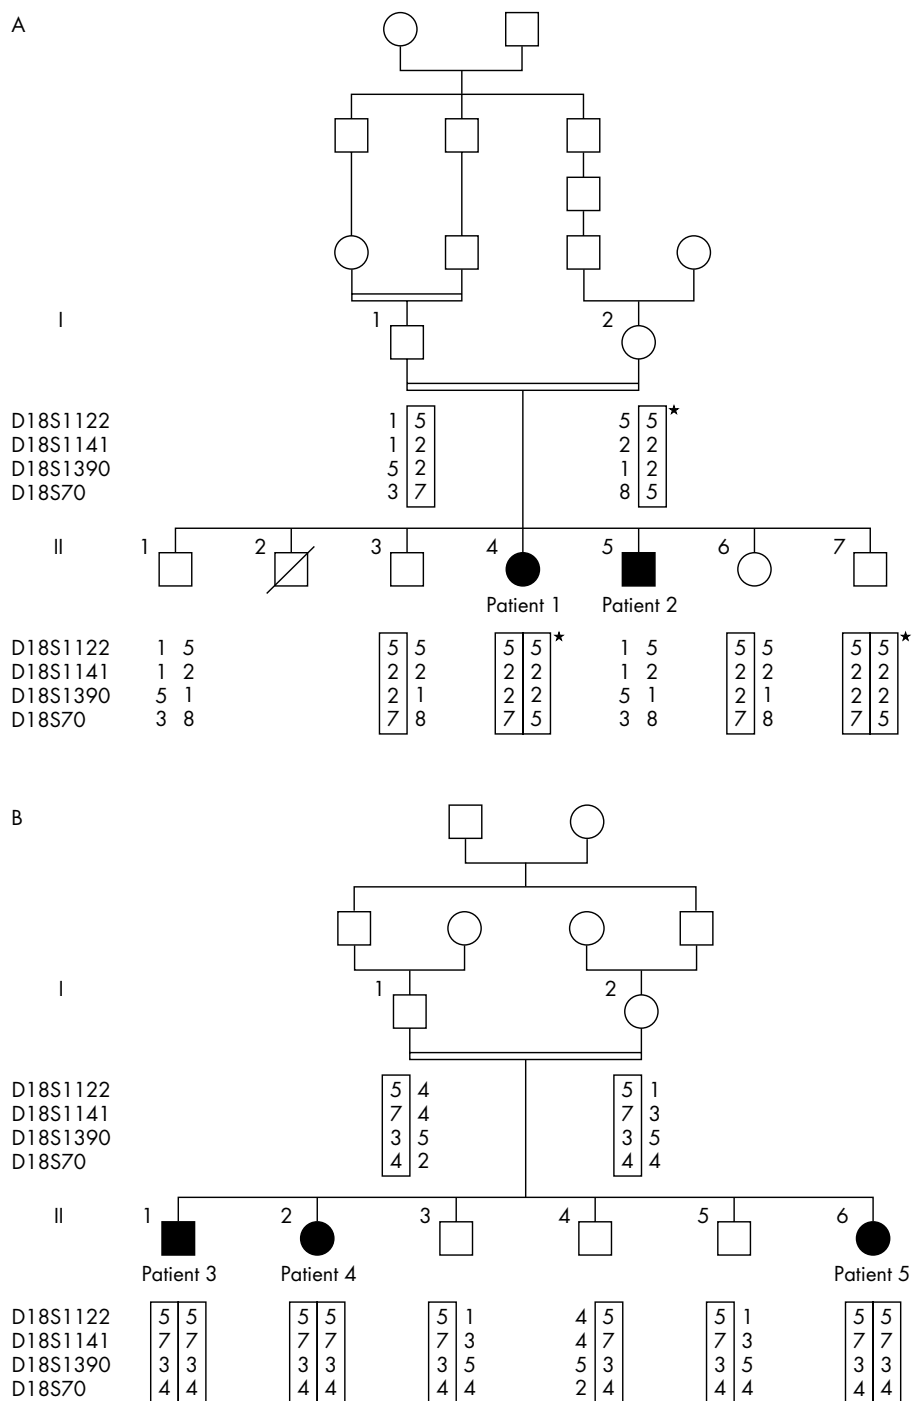 A
I 1 2
D18S1122 1 5 5 5 ★
D18S1141 1 2 2 2
D18S1390 5 2 1 2
D18S70 3 7 8 5
II 1 2 3 4 5 6 7
Patient 1 Patient 2
D18S1122 1 5 5 5 5 5 ★ 1 5 5 5 5 5 ★
D18S1141 1 2 2 2 2 2 1 2 2 2 2 2
D18S1390 5 1 2 1 2 2 5 1 2 1 2 2
D18S70 3 8 7 8 7 5 3 8 7 8 7 5
B
I 1 2
D18S1122 5 4 5 1
D18S1141 7 4 7 3
D18S1390 3 5 3 5
D18S70 4 2 4 4
II 1 2 3 4 5 6
Patient 3 Patient 4 Patient 5
D18S1122 5 5 5 5 5 1 4 5 5 1 5 5
D18S1141 7 7 7 7 7 3 4 7 7 3 7 7
D18S1390 3 3 3 3 3 5 5 3 3 5 3 3
D18S70 4 4 4 4 4 4 2 4 4 4 4 4